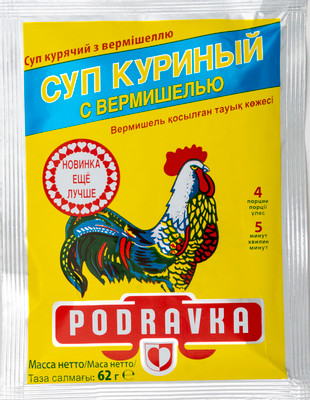 Суп курячий з вермішеллю
СУП КУРИНЫЙ
С ВЕРМИШЕЛЬЮ
Вермишель қосылған тауық көжесі
НОВИНКА
ЕЩЁ
ЛУЧШЕ
4
порции
порції
үлес
5
минут
хвилин
минут
PODRAVKA
Масса нетто/Маса нетто/
Таза салмағы: 62 г ℮